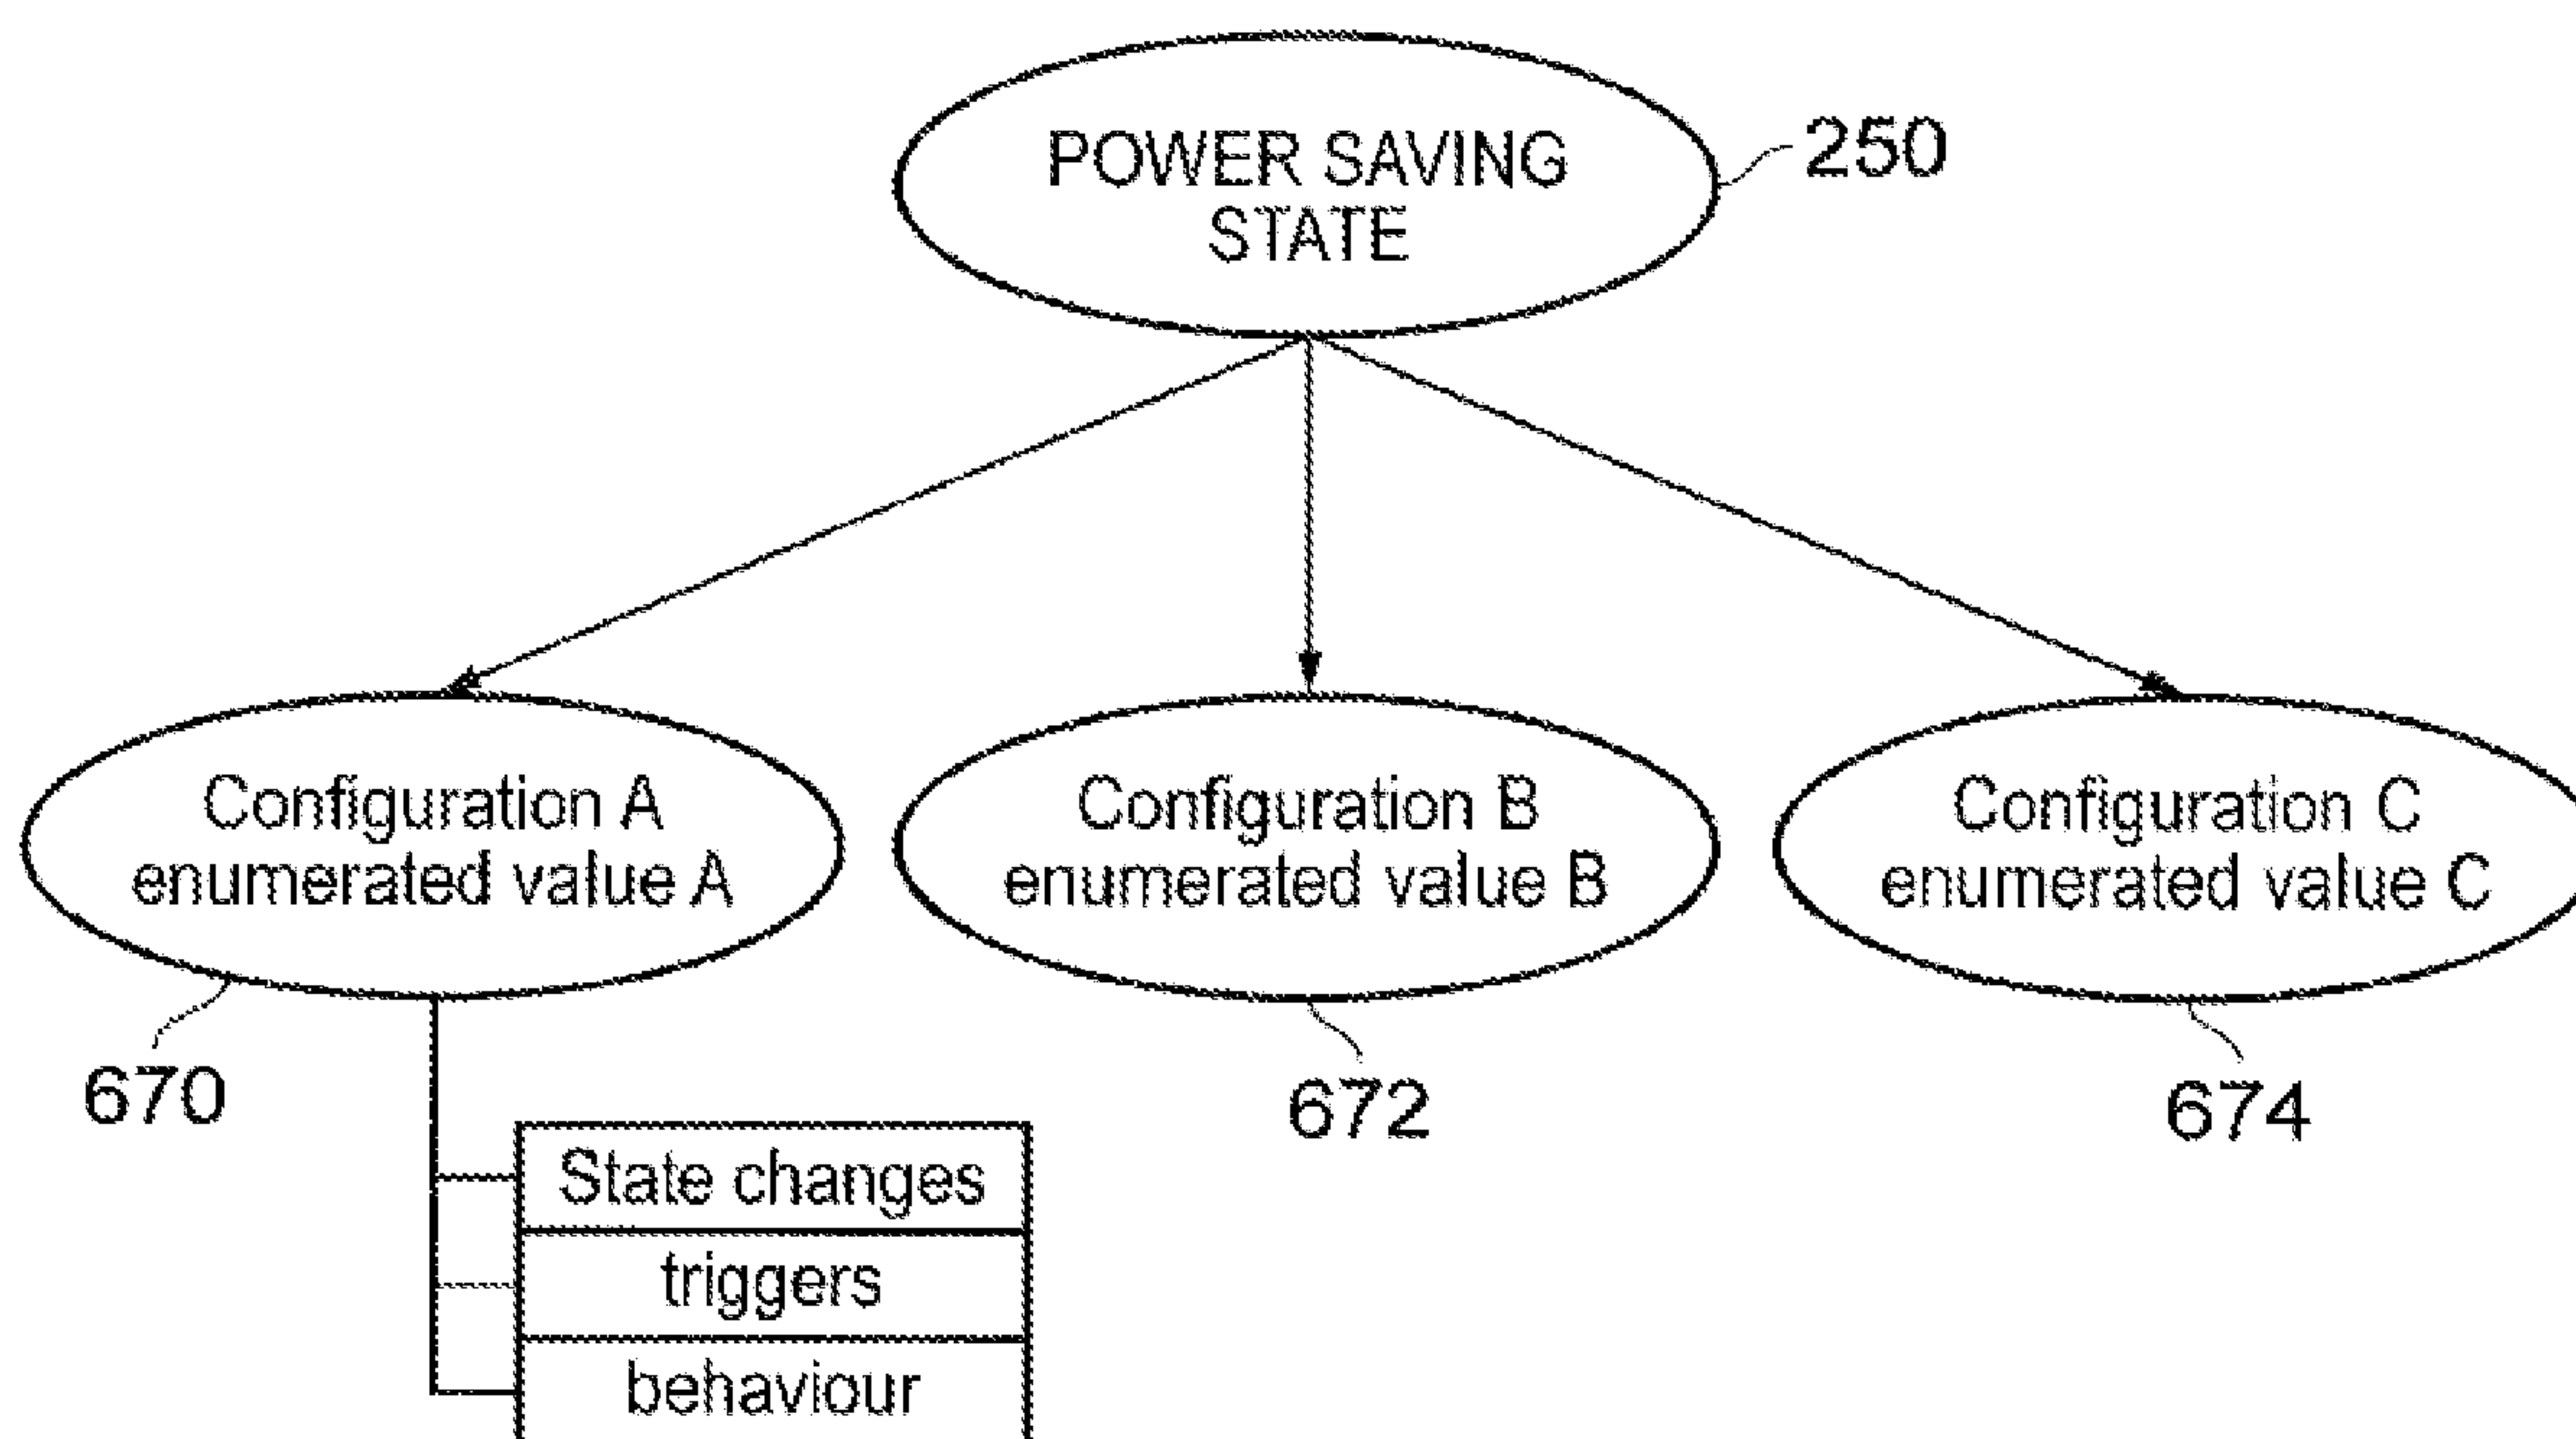 POWER SAVING
STATE
250
Configuration A
enumerated value A
Configuration B
enumerated value B
Configuration C
enumerated value C
670
672
674
State changes
triggers
behaviour